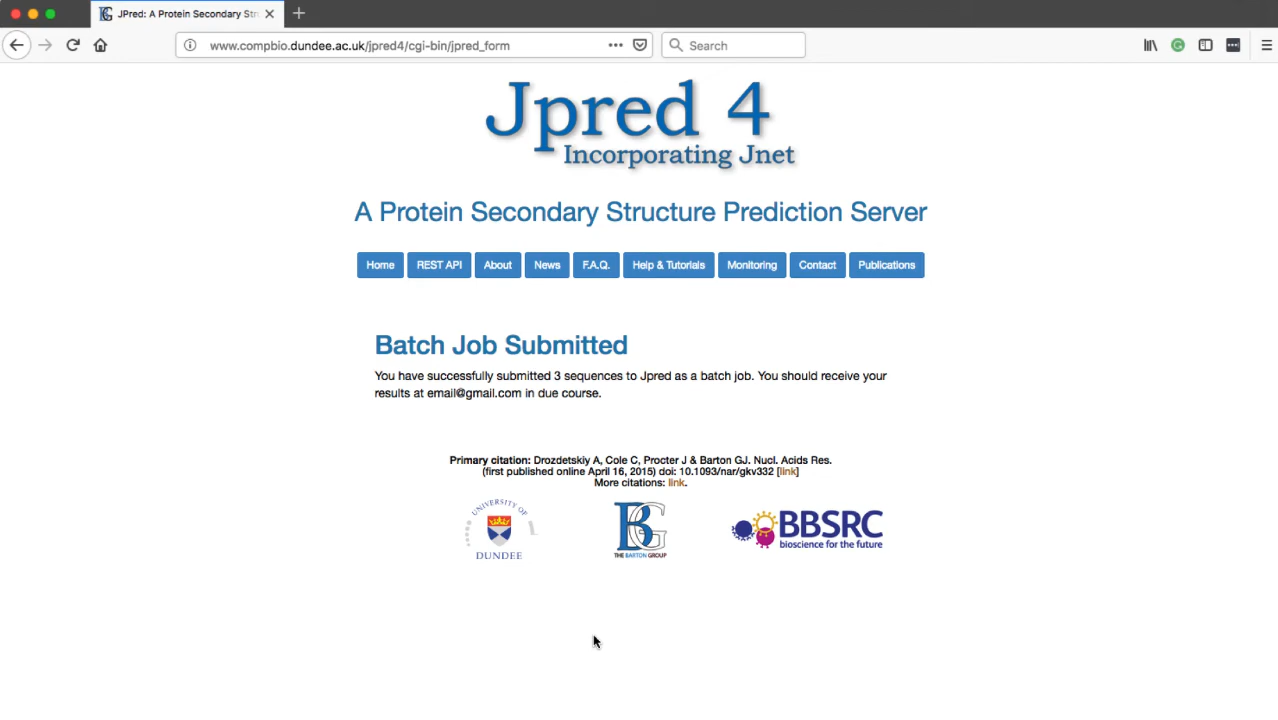 JPred: A Protein Secondary Str
www.compbio.dundee.ac.uk/jpred4/cgi-bin/jpred_form
Search
Jpred 4
Incorporating Jnet
A Protein Secondary Structure Prediction Server
Home REST API About News F.A.Q. Help & Tutorials Monitoring Contact Publications
Batch Job Submitted
You have successfully submitted 3 sequences to Jpred as a batch job. You should receive your
results at email@gmail.com in due course.
Primary citation: Drozdetskiy A, Cole C, Procter J & Barton GJ. Nucl. Acids Res.
(first published online April 16, 2015) doi: 10.1093/nar/gkv332 [link]
More citations: link.
UNIVERSITY OF
DUNDEE
BG
THE BARTON GROUP
BBSRC
bioscience for the future